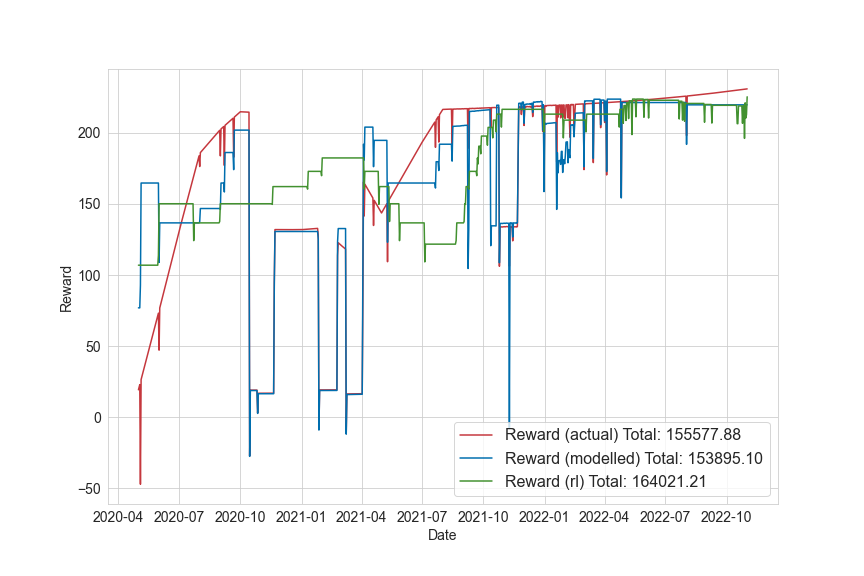 Reward
200
150
100
50
0
−50
2020-04 2020-07 2020-10 2021-01 2021-04 2021-07 2021-10 2022-01 2022-04 2022-07 2022-10
Date
Reward (actual) Total: 155577.88
Reward (modelled) Total: 153895.10
Reward (rl) Total: 164021.21